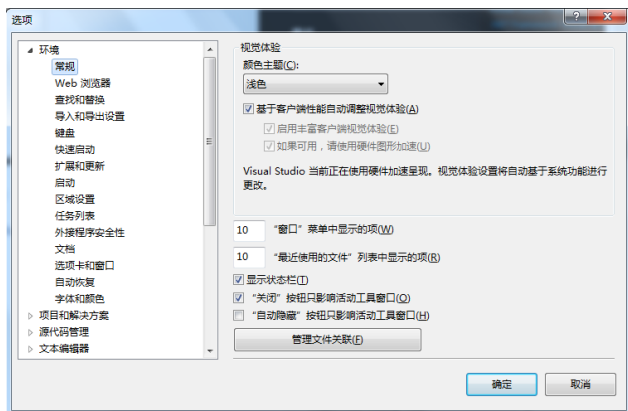 选项
环境
常规
Web 浏览器
查找和替换
导入和导出设置
键盘
快速启动
扩展和更新
启动
区域设置
任务列表
外接程序安全性
文档
选项卡和窗口
自动恢复
字体和颜色
项目和解决方案
源代码管理
文本编辑器
视觉体验
颜色主题(C):
浅色
基于客户端性能自动调整视觉体验(A)
启用丰富客户端视觉体验(E)
如果可用，请使用硬件图形加速(U)
Visual Studio 当前正在使用硬件加速呈现。视觉体验设置将自动基于系统功能进行
更改。
10 “窗口”菜单中显示的项(W)
10 “最近使用的文件”列表中显示的项(R)
显示状态栏(T)
“关闭”按钮只影响活动工具窗口(O)
“自动隐藏”按钮只影响活动工具窗口(H)
管理文件关联(F)
确定
取消